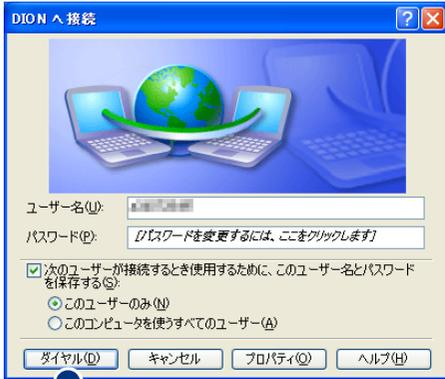 DION へ接続
ユーザー名(U):
パスワード(P): [パスワードを変更するには、ここをクリックします]
次のユーザーが接続するとき使用するために、このユーザー名とパスワード
を保存する(S):
このユーザーのみ(N)
このコンピュータを使うすべてのユーザー(A)
ダイヤル(D) キャンセル プロパティ(O) ヘルプ(H)